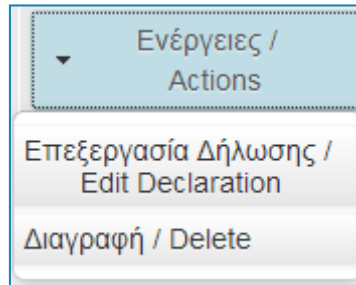 Ενέργειες /
Actions
Επεξεργασία Δήλωσης /
Edit Declaration
Διαγραφή / Delete